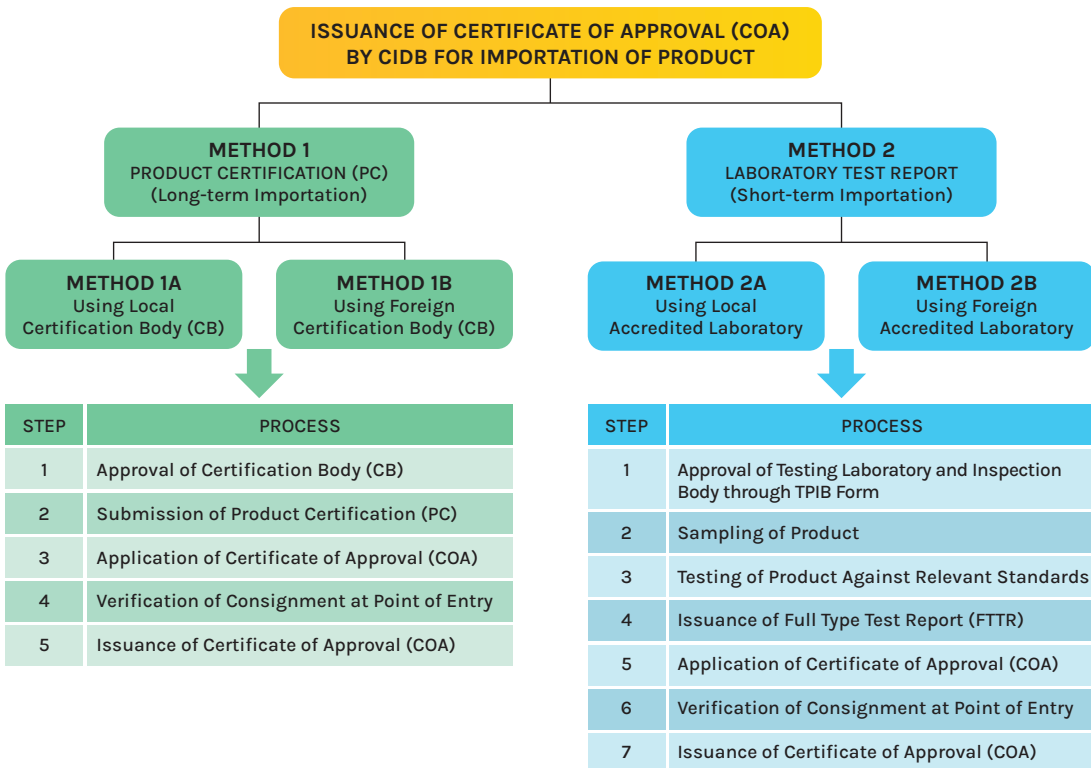 ISSUANCE OF CERTIFICATE OF APPROVAL (COA)
BY CIDB FOR IMPORTATION OF PRODUCT
METHOD 1
PRODUCT CERTIFICATION (PC)
(Long-term Importation)
METHOD 1A
Using Local
Certification Body (CB)
METHOD 1B
Using Foreign
Certification Body (CB)
STEP PROCESS
1 Approval of Certification Body (CB)
2 Submission of Product Certification (PC)
3 Application of Certificate of Approval (COA)
4 Verification of Consignment at Point of Entry
5 Issuance of Certificate of Approval (COA)
METHOD 2
LABORATORY TEST REPORT
(Short-term Importation)
METHOD 2A
Using Local
Accredited Laboratory
METHOD 2B
Using Foreign
Accredited Laboratory
STEP PROCESS
1 Approval of Testing Laboratory and Inspection
Body through TPIB Form
2 Sampling of Product
3 Testing of Product Against Relevant Standards
4 Issuance of Full Type Test Report (FTTR)
5 Application of Certificate of Approval (COA)
6 Verification of Consignment at Point of Entry
7 Issuance of Certificate of Approval (COA)